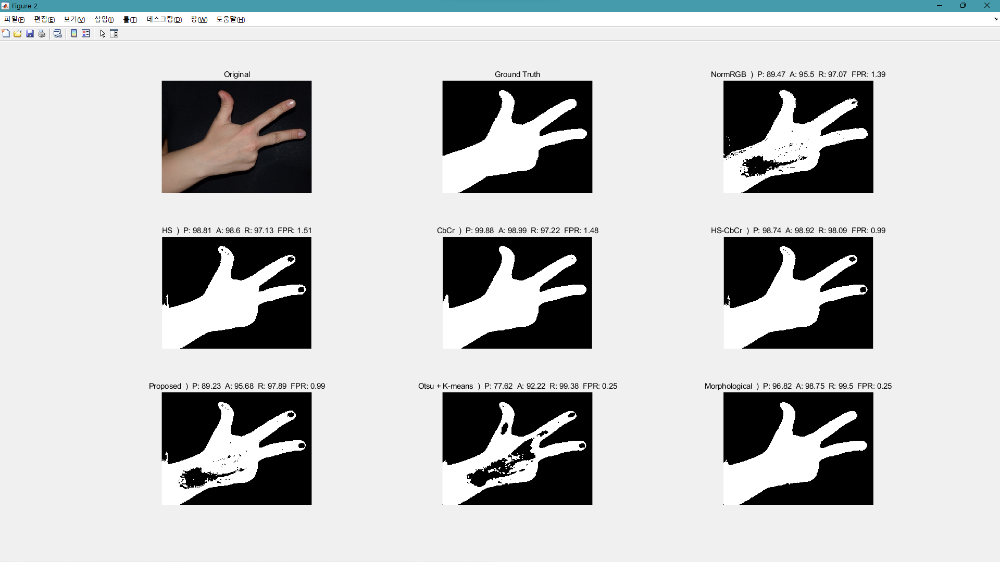 Figure 2
파일(F) 편집(E) 보기(V) 삽입(I) 툴(T) 데스크탑(D) 창(W) 도움말(H)
Original
Ground Truth
NormRGB ) P: 89.47 A: 95.5 R: 97.07 FPR: 1.39
HS ) P: 98.81 A: 98.6 R: 97.13 FPR: 1.51
CbCr ) P: 99.88 A: 98.99 R: 97.22 FPR: 1.48
HS-CbCr ) P: 98.74 A: 98.92 R: 98.09 FPR: 0.99
Proposed ) P: 89.23 A: 95.68 R: 97.89 FPR: 0.99
Otsu + K-means ) P: 77.62 A: 92.22 R: 99.38 FPR: 0.25
Morphological ) P: 96.82 A: 98.75 R: 99.5 FPR: 0.25